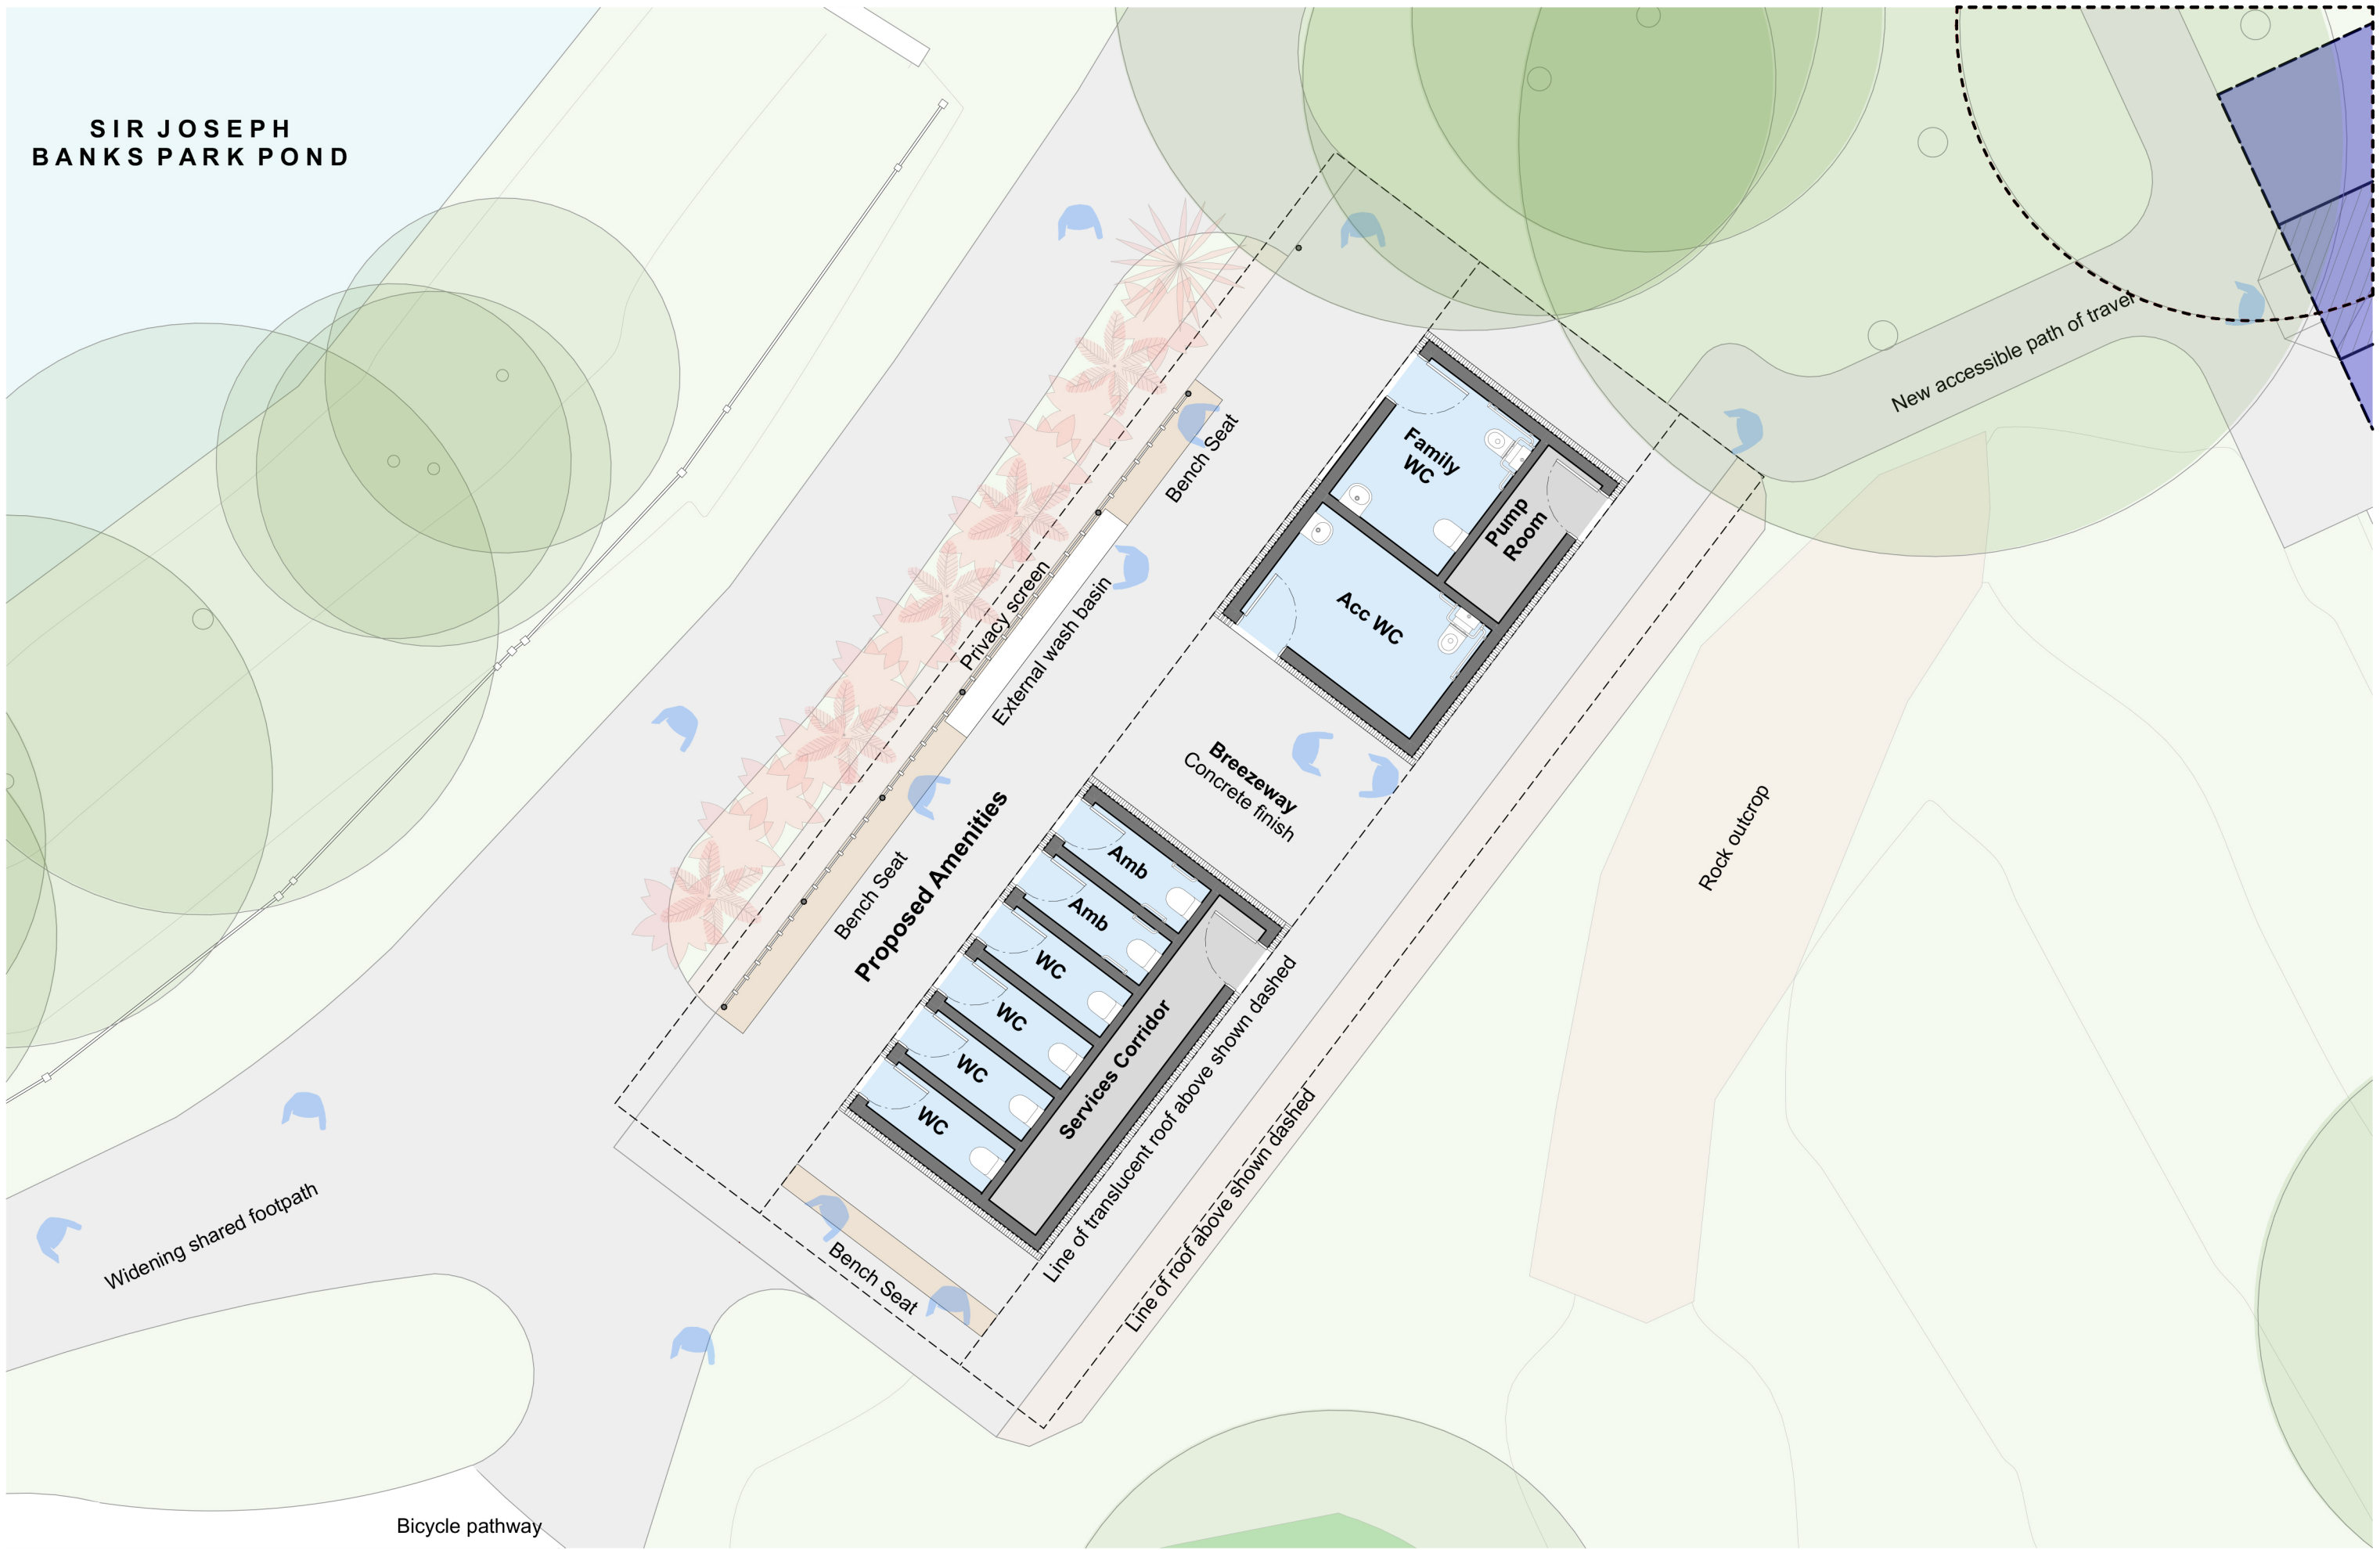 SIR JOSEPH
BANKS PARK POND
New accessible path of travel
Bench Seat
Family
WC
Pump
Room
Privacy screen
External wash basin
Acc WC
Breezeway
Concrete finish
Rock outcrop
Proposed Amenities
Bench Seat
Amb
Amb
WC
WC
WC
WC
Services Corridor
Line of translucent roof above shown dashed
Line of roof above shown dashed
Widening shared footpath
Bench Seat
Bicycle pathway